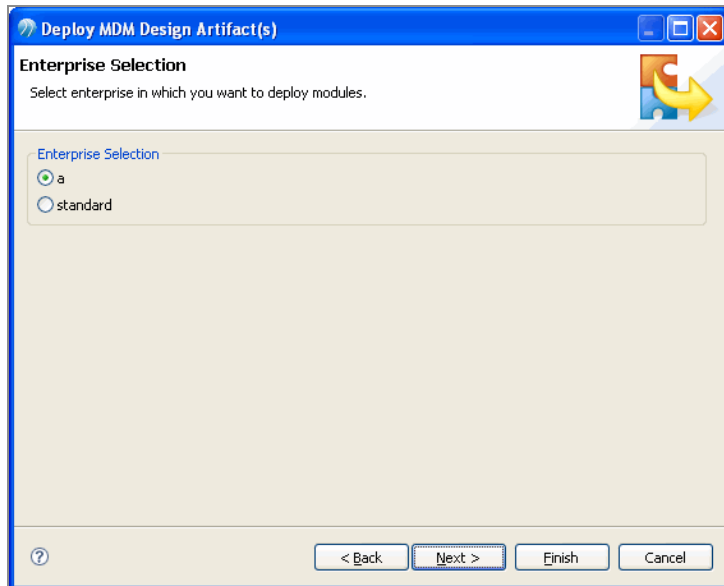 Deploy MDM Design Artifact(s)
Enterprise Selection
Select enterprise in which you want to deploy modules.
Enterprise Selection
a
standard
?
< Back
Next >
Finish
Cancel